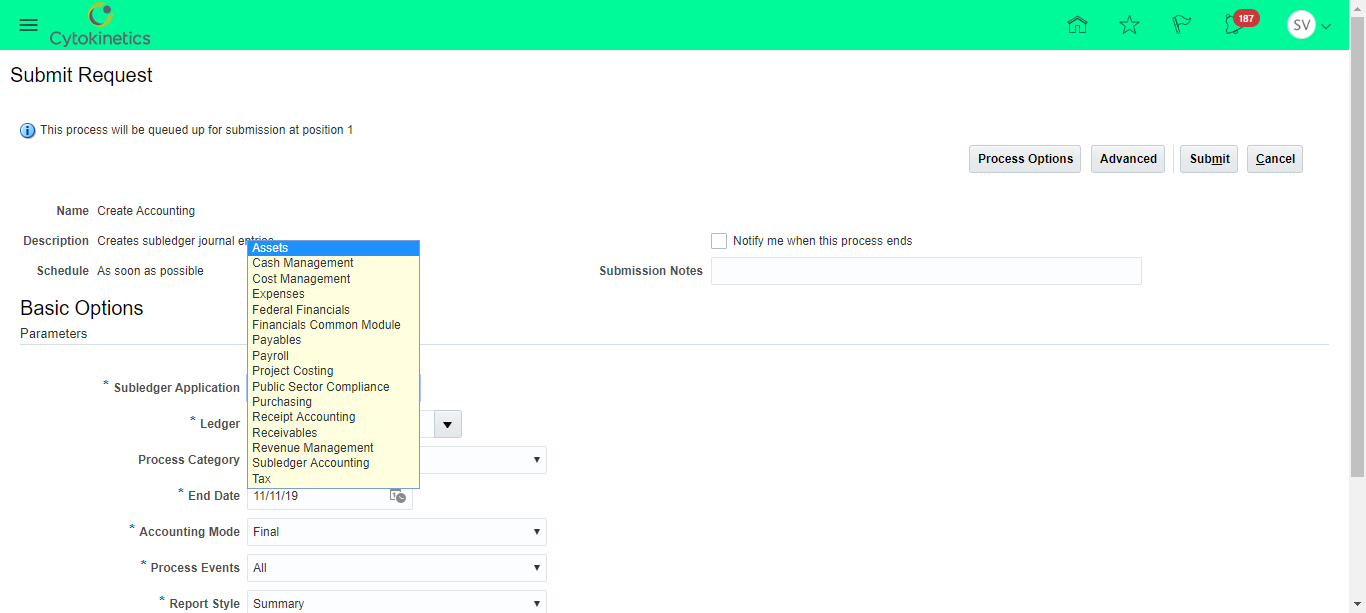 Cytokinetics
187
SV
Submit Request
This process will be queued up for submission at position 1
Process Options
Advanced
Submit
Cancel
Name Create Accounting
Description Creates subledger journal entries
Notify me when this process ends
Schedule As soon as possible
Submission Notes
Basic Options
Parameters
Assets
Cash Management
Cost Management
Expenses
Federal Financials
Financials Common Module
Payables
Payroll
Project Costing
Public Sector Compliance
Purchasing
Receipt Accounting
Receivables
Revenue Management
Subledger Accounting
Tax
* Subledger Application
* Ledger
Process Category
* End Date 11/11/19
* Accounting Mode Final
* Process Events All
* Report Style Summary